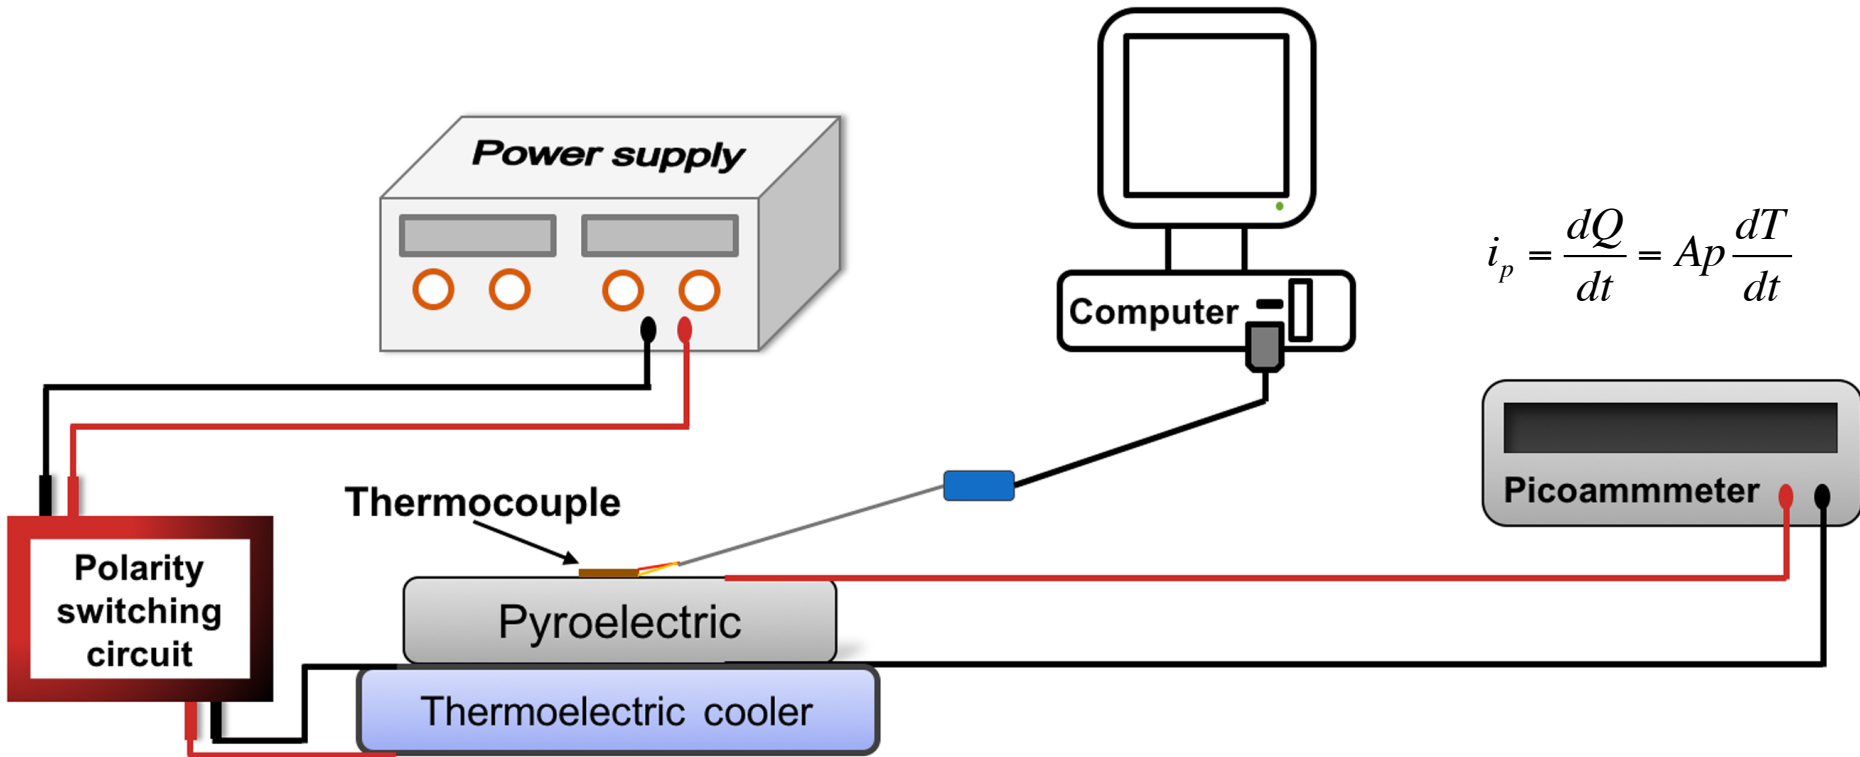 Power supply
Computer
i_p = dQ/dt = Ap dT/dt
Picoammmeter
Thermocouple
Polarity
switching
circuit
Pyroelectric
Thermoelectric cooler